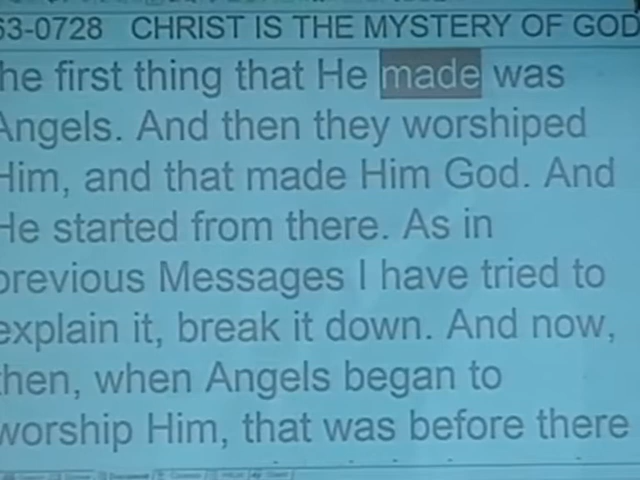 63-0728 CHRIST IS THE MYSTERY OF GOD
he first thing that He made was
Angels. And then they worshiped
Him, and that made Him God. And
He started from there. As in
previous Messages I have tried to
explain it, break it down. And now,
then, when Angels began to
worship Him, that was before there